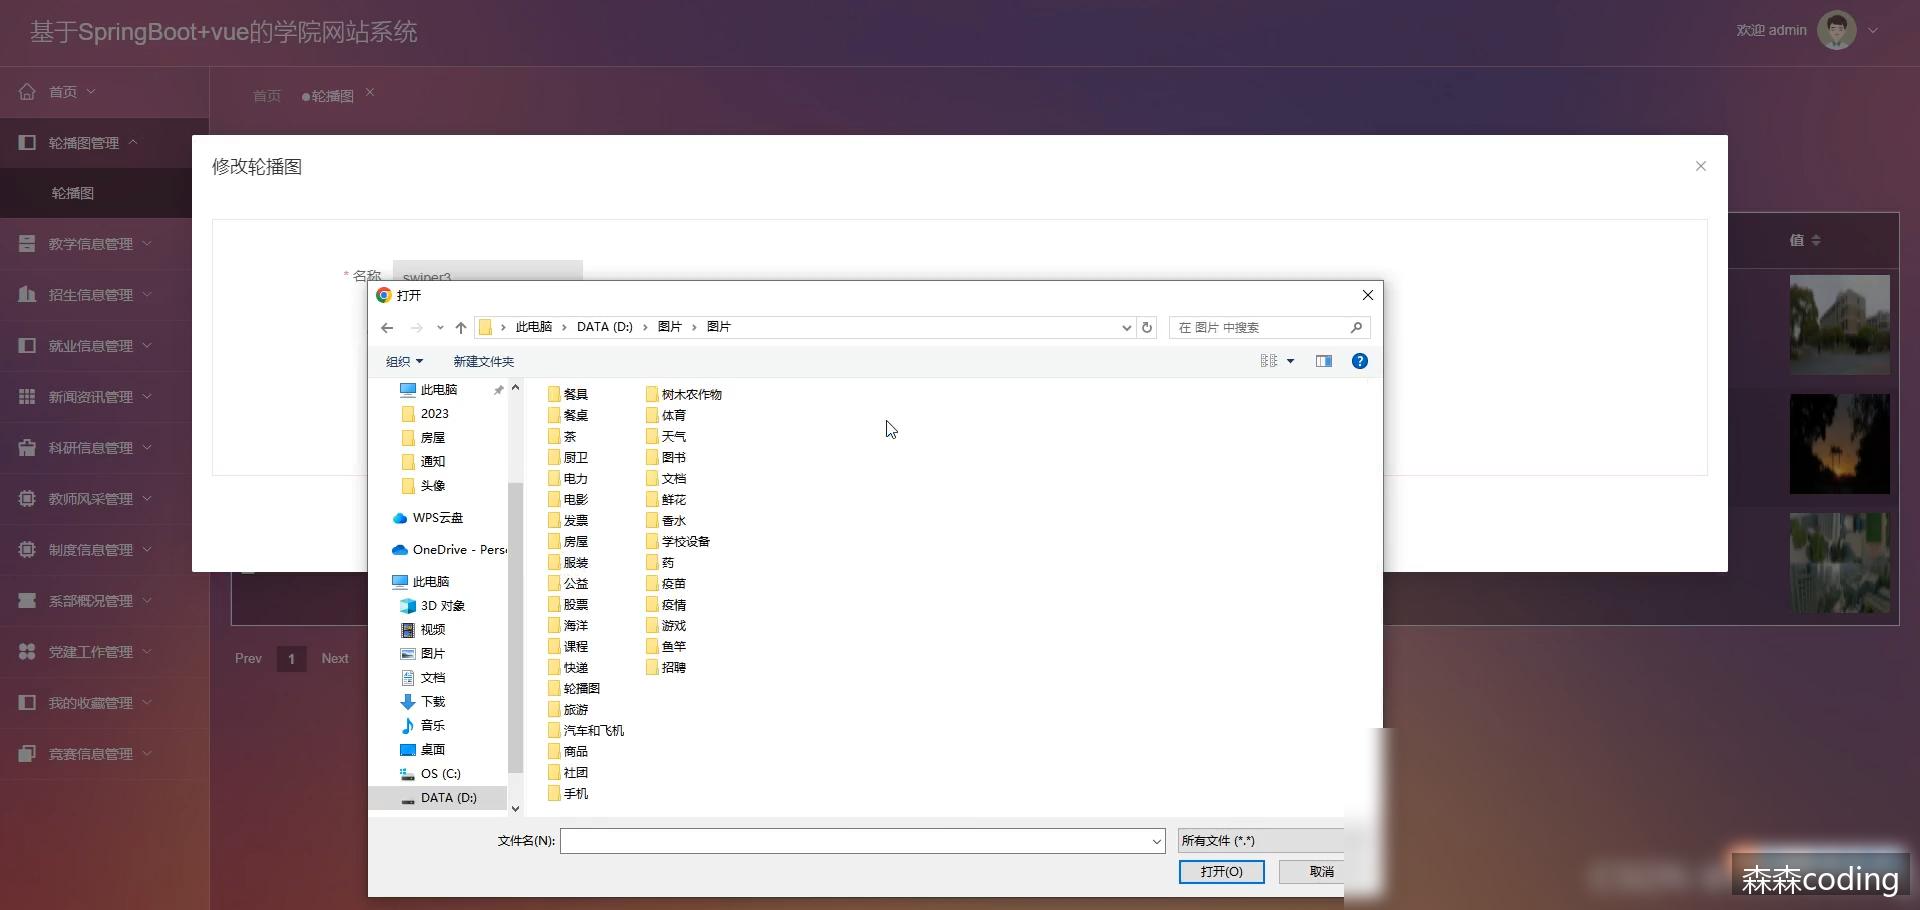 基于SpringBoot+vue的学院网站系统
欢迎 admin
首页
首页
轮播图
轮播图管理
轮播图
教学信息管理
招生信息管理
就业信息管理
新闻资讯管理
科研信息管理
教师风采管理
制度信息管理
系部概况管理
党建工作管理
我的收藏管理
竞赛信息管理
修改轮播图
* 名称
swiper3
值
Prev 1 Next
打开
此电脑 DATA (D:) 图片 图片
在 图片 中搜索
组织
新建文件夹
此电脑
2023
房屋
通知
头像
WPS云盘
OneDrive - Pers
此电脑
3D 对象
视频
图片
文档
下载
音乐
桌面
OS (C:)
DATA (D:)
餐具
餐桌
茶
厨卫
电力
电影
发票
房屋
服装
公益
股票
海洋
课程
快递
轮播图
旅游
汽车和飞机
商品
社团
手机
树木农作物
体育
天气
图书
文档
鲜花
香水
学校设备
药
疫苗
疫情
游戏
鱼竿
招聘
文件名(N):
所有文件 (*.*)
打开(O)
取消
森森coding